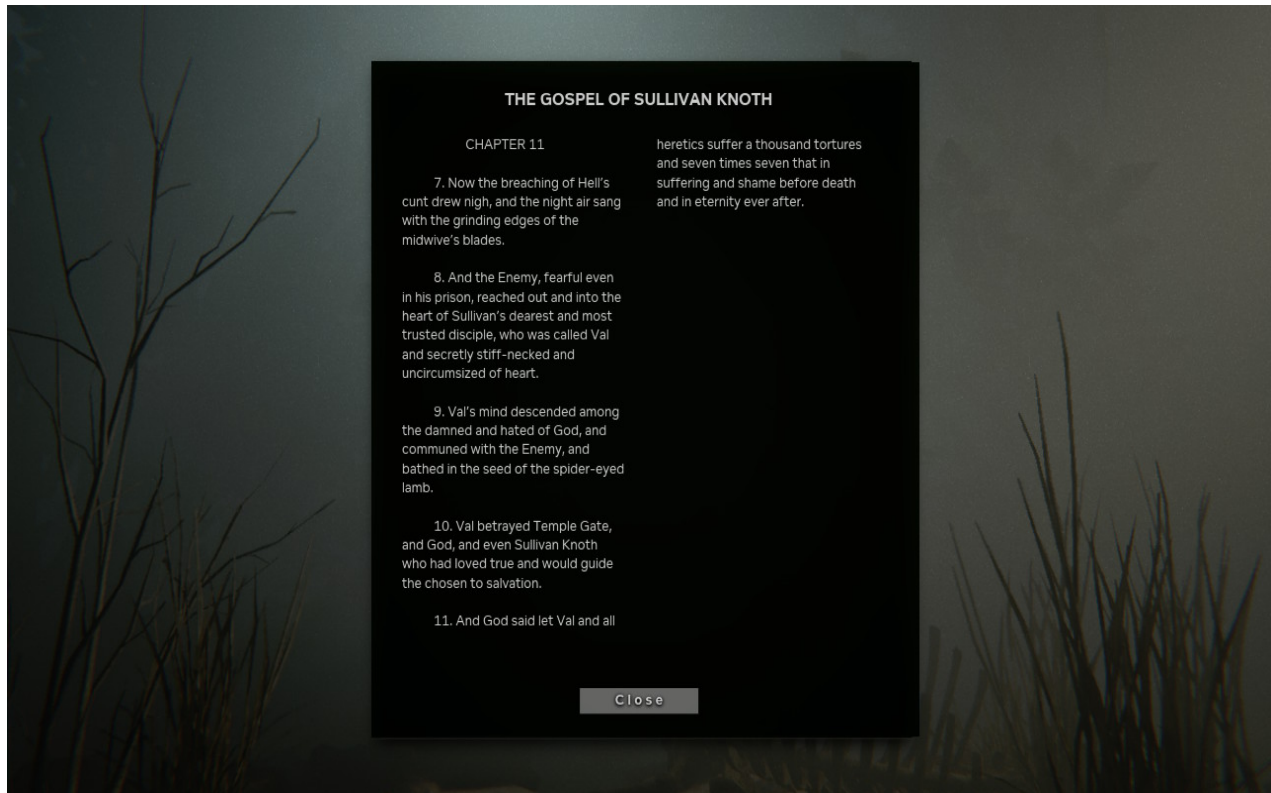 THE GOSPEL OF SULLIVAN KNOTH
CHAPTER 11
7. Now the breaching of Hell's
cunt drew nigh, and the night air sang
with the grinding edges of the
midwive's blades.
8. And the Enemy, fearful even
in his prison, reached out and into the
heart of Sullivan's dearest and most
trusted disciple, who was called Val
and secretly stiff-necked and
uncircumsized of heart.
9. Val's mind descended among
the damned and hated of God, and
communed with the Enemy, and
bathed in the seed of the spider-eyed
lamb.
10. Val betrayed Temple Gate,
and God, and even Sullivan Knoth
who had loved true and would guide
the chosen to salvation.
11. And God said let Val and all
heretics suffer a thousand tortures
and seven times seven that in
suffering and shame before death
and in eternity ever after.
Close